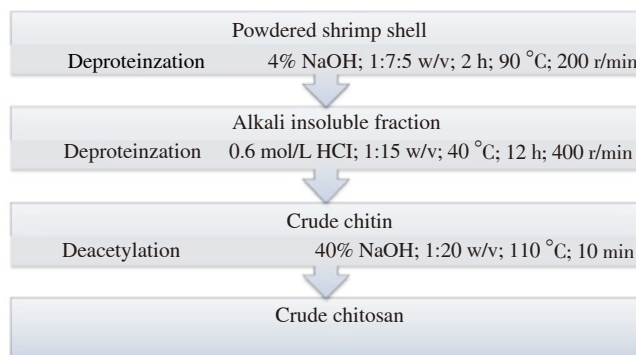 Powdered shrimp shell
Deproteinzation 4% NaOH; 1:7:5 w/v; 2 h; 90 °C; 200 r/min
Alkali insoluble fraction
Deproteinzation 0.6 mol/L HCI; 1:15 w/v; 40 °C; 12 h; 400 r/min
Crude chitin
Deacetylation 40% NaOH; 1:20 w/v; 110 °C; 10 min
Crude chitosan